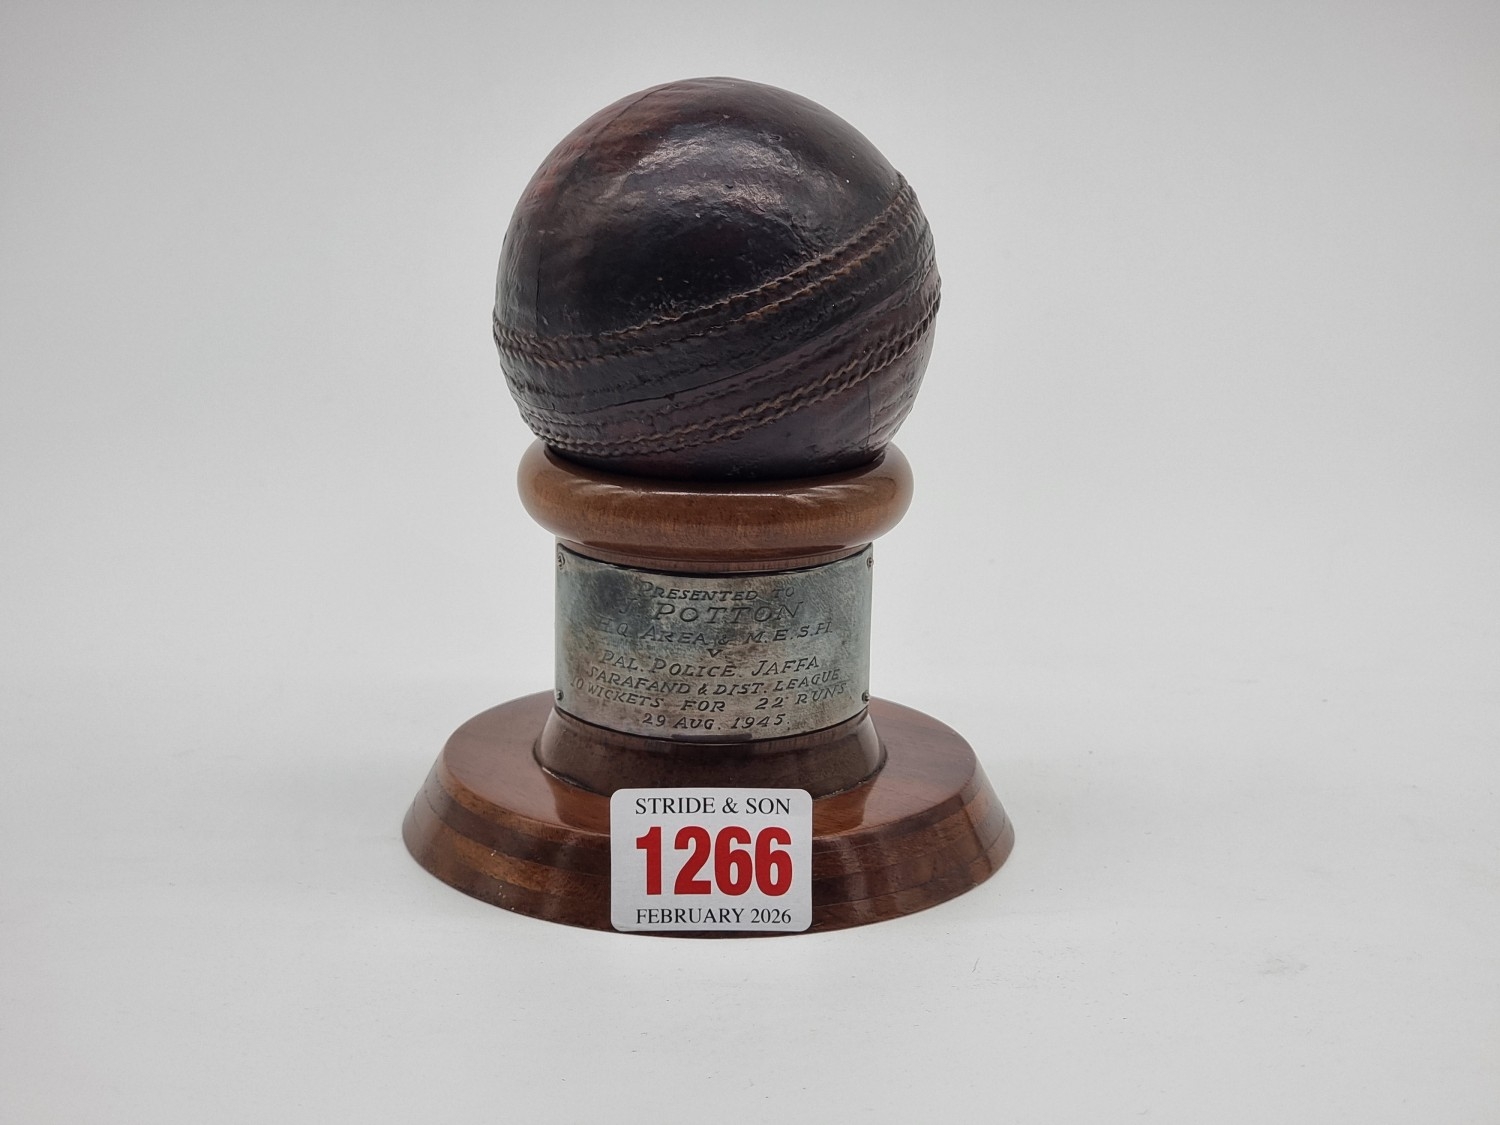 PRESENTED TO
J. POTTON
H.Q. AREA & M.E.S.H.
V.
PAL. POLICE. JAFFA
SARAFAND & DIST. LEAGUE
10 WICKETS FOR 22 RUNS
29 AUG. 1945.
STRIDE & SON
1266
FEBRUARY 2026